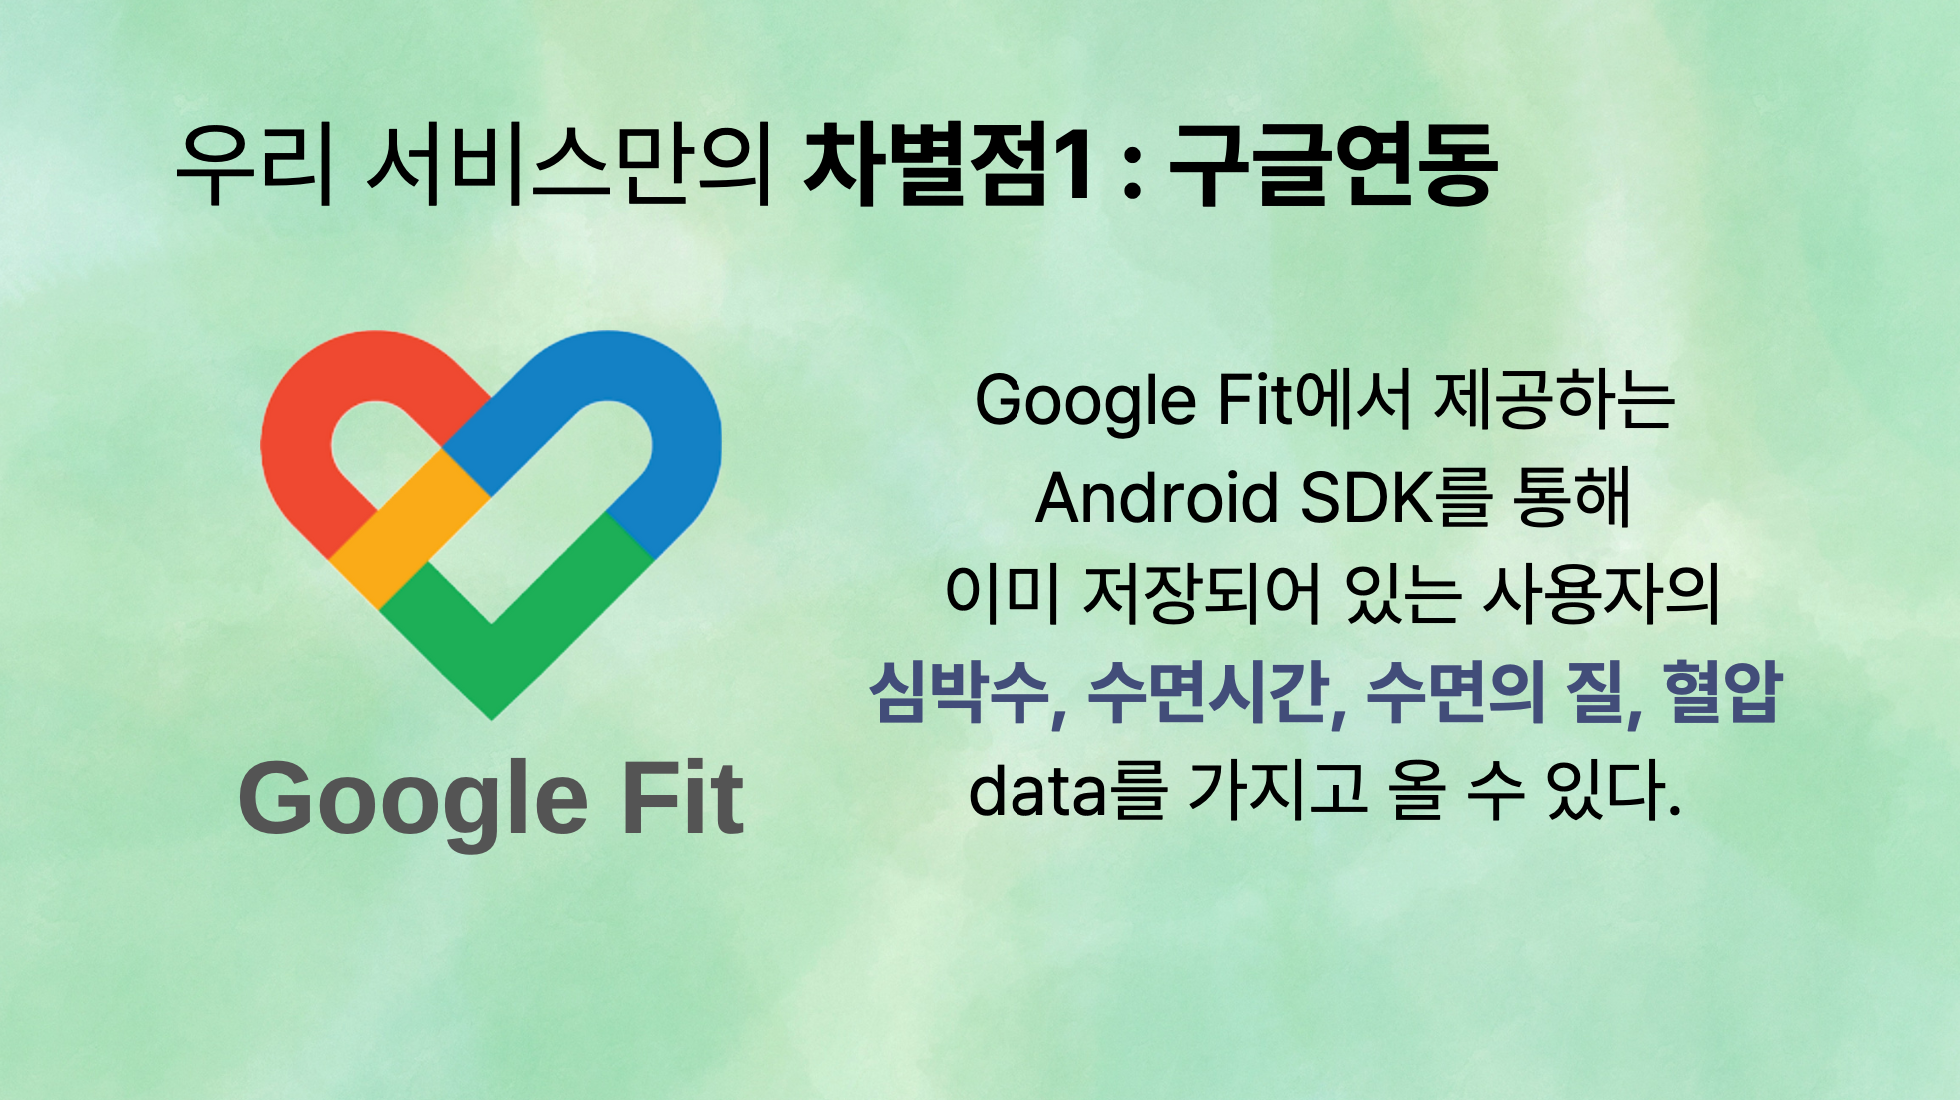 우리 서비스만의 차별점1 : 구글연동
Google Fit에서 제공하는
Android SDK를 통해
이미 저장되어 있는 사용자의
심박수, 수면시간, 수면의 질, 혈압
data를 가지고 올 수 있다.
Google Fit